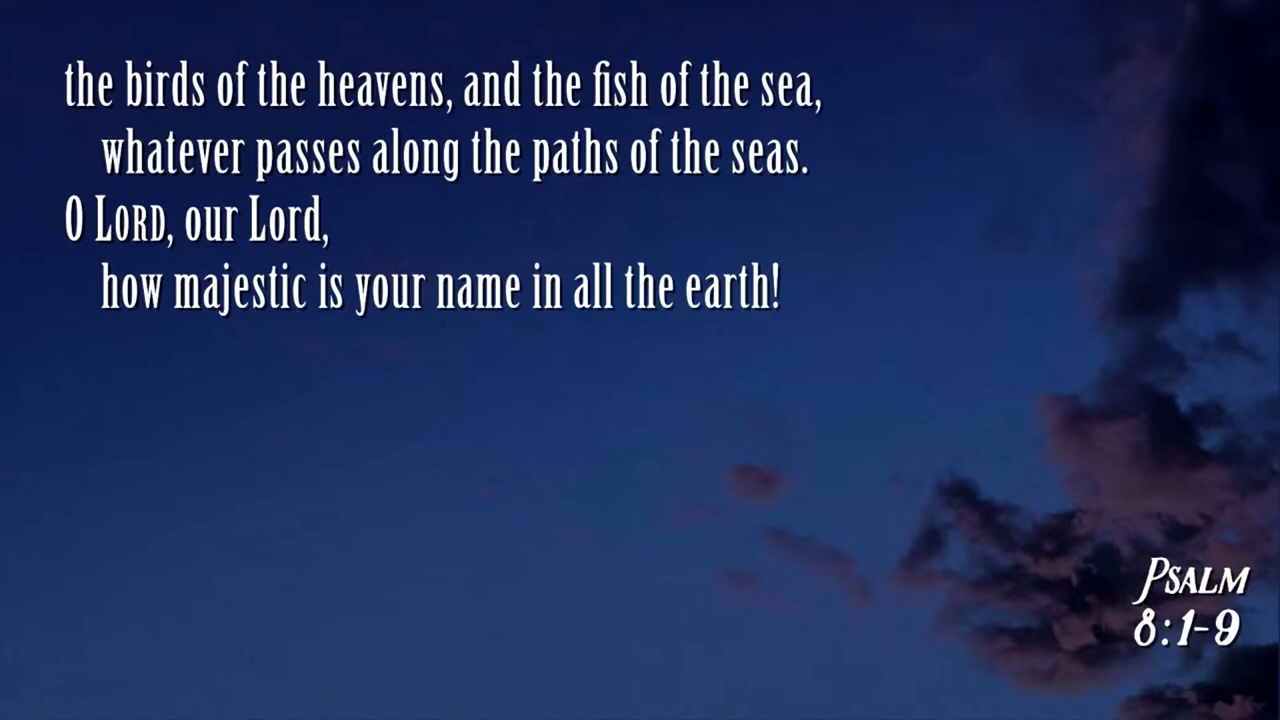 the birds of the heavens, and the fish of the sea,
whatever passes along the paths of the seas.
O LORD, our Lord,
how majestic is your name in all the earth!
PSALM
8:1-9